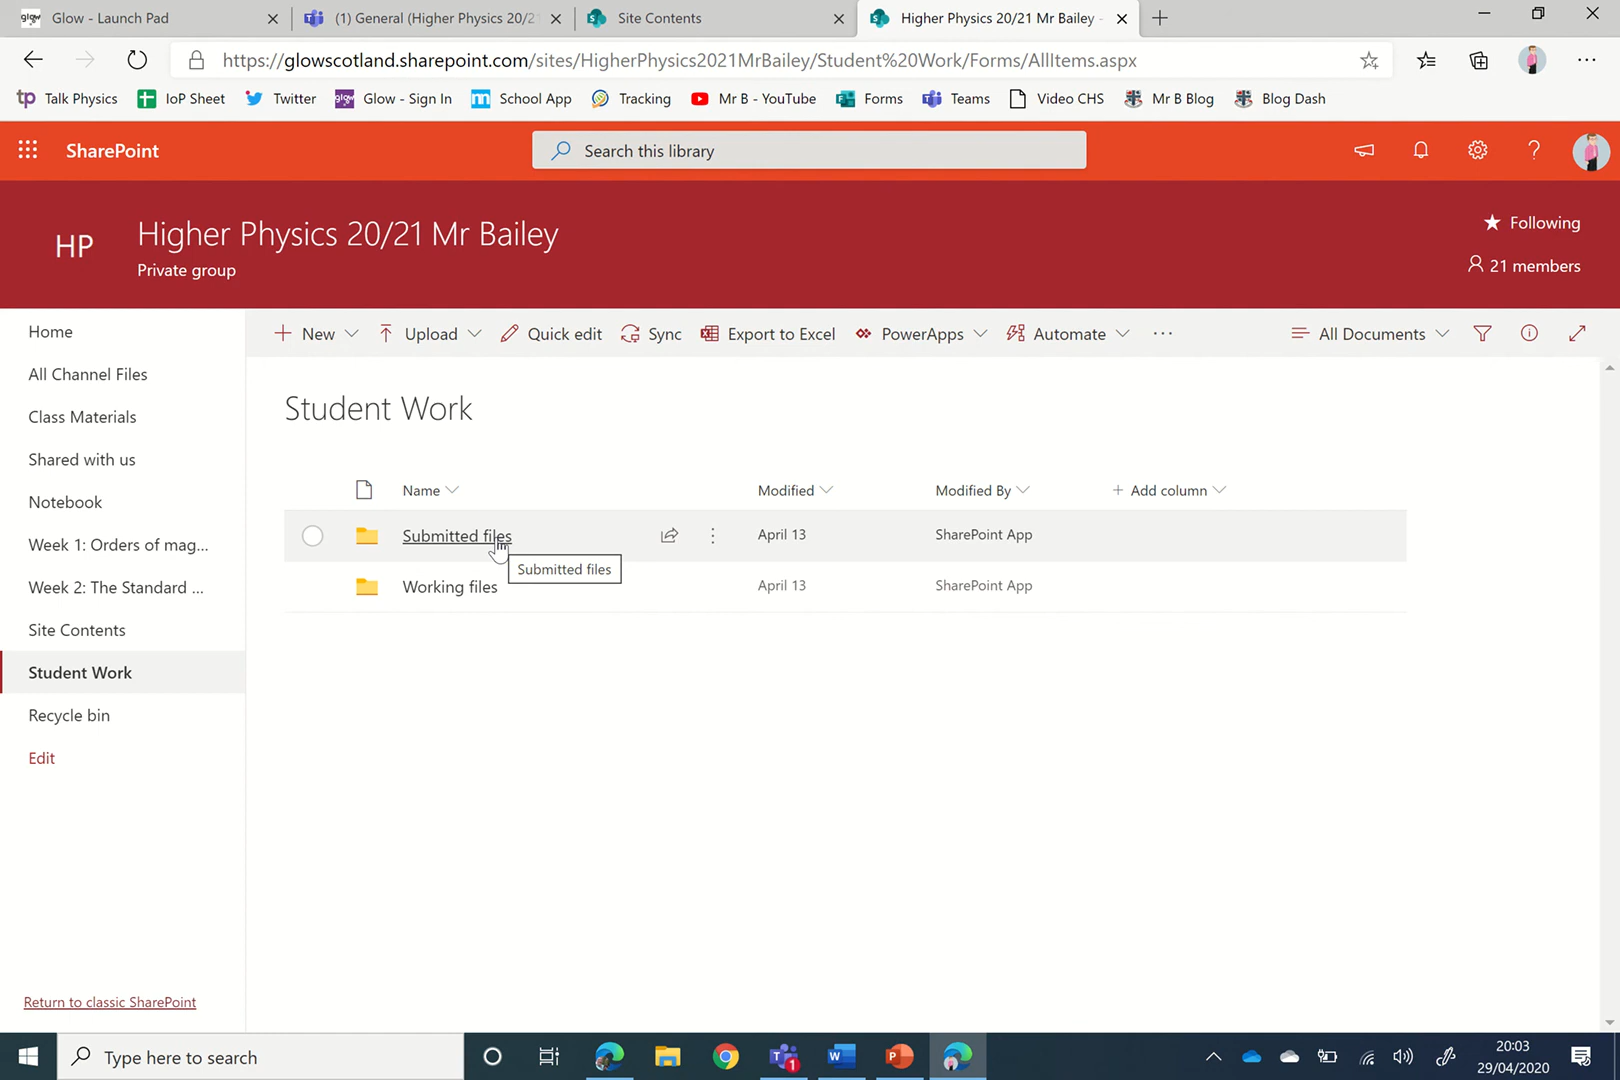 glow Glow - Launch Pad
(1) General (Higher Physics 20/21
Site Contents
Higher Physics 20/21 Mr Bailey -
https://glowscotland.sharepoint.com/sites/HigherPhysics2021MrBailey/Student%20Work/Forms/AllItems.aspx
tp Talk Physics IoP Sheet Twitter glow Glow - Sign In School App Tracking Mr B - YouTube Forms Teams Video CHS Mr B Blog Blog Dash
SharePoint
Search this library
HP
Higher Physics 20/21 Mr Bailey
Private group
Following
21 members
Home
All Channel Files
Class Materials
Shared with us
Notebook
Week 1: Orders of mag...
Week 2: The Standard ...
Site Contents
Student Work
Recycle bin
Edit
Return to classic SharePoint
New Upload Quick edit Sync Export to Excel PowerApps Automate ··· All Documents
Student Work
Name Modified Modified By + Add column
Submitted files April 13 SharePoint App
Submitted files
Working files April 13 SharePoint App
Type here to search
1
20:03
29/04/2020